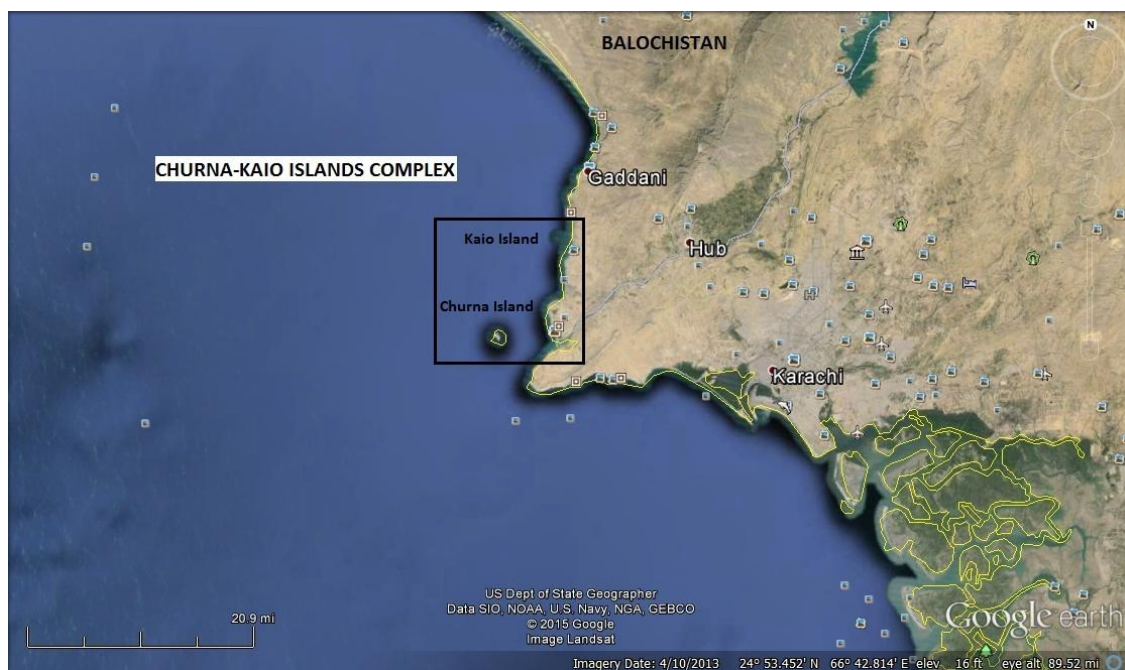 BALOCHISTAN
N
CHURNA-KAIO ISLANDS COMPLEX
Gaddani
Kaio Island
Hub
Churna Island
Karachi
20.9 mi
US Dept of State Geographer
Data SIO, NOAA, U.S. Navy, NGA, GEBCO
© 2015 Google
Image Landsat
Google earth
Imagery Date: 4/10/2013 24° 53.452' N 66° 42.814' E elev 16 ft eye alt 89.52 mi